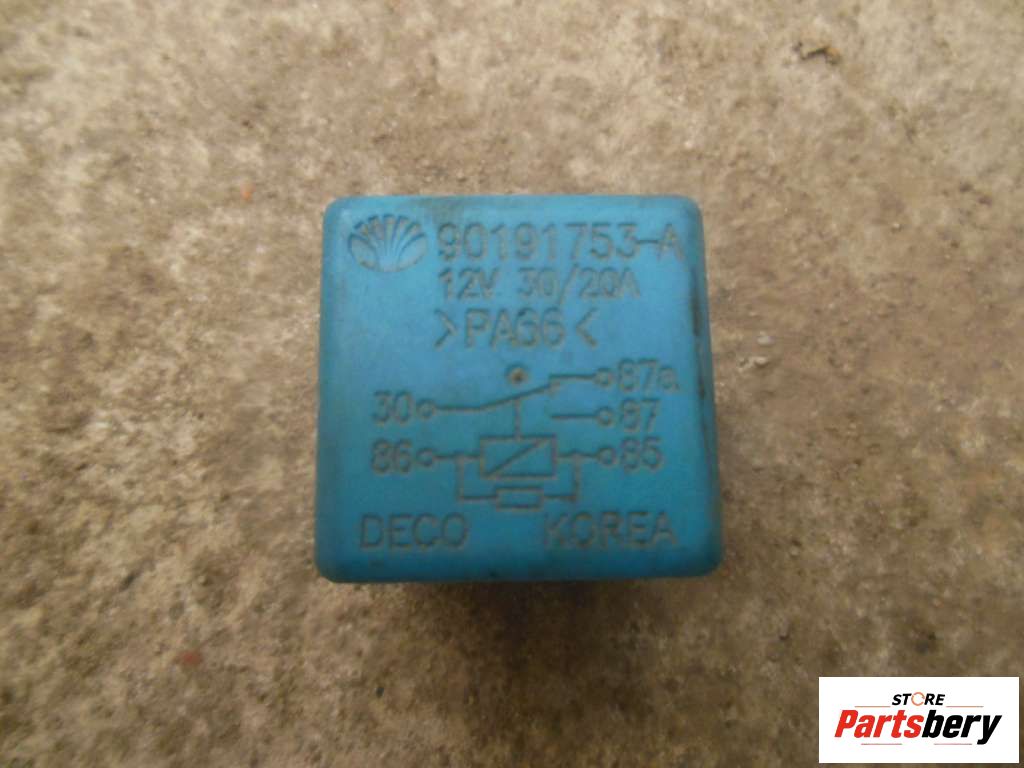 90191753-A
12V 30/20A
>PA66<
87a
30 87
86 85
DECO KOREA
STORE
Partsbery